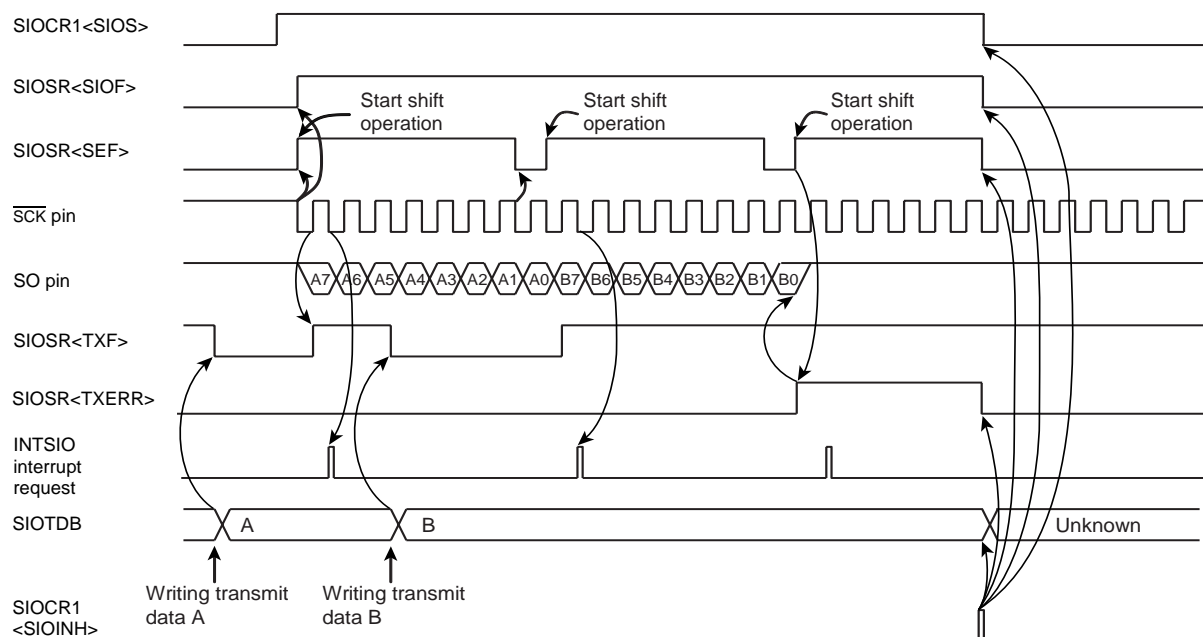 SIOCR1<SIOS>
SIOSR<SIOF>
Start shift
operation
Start shift
operation
Start shift
operation
SIOSR<SEF>
SCK pin
SO pin
A7 A6 A5 A4 A3 A2 A1 A0 B7 B6 B5 B4 B3 B2 B1 B0
SIOSR<TXF>
SIOSR<TXERR>
INTSIO
interrupt
request
SIOTDB
A
B
Unknown
Writing transmit
data A
Writing transmit
data B
SIOCR1
<SIOINH>